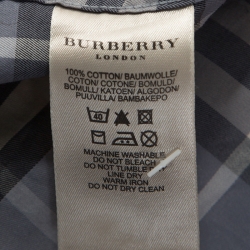 BURBERRY
LONDON
100% COTTON/BAUMWOLLE/
COTONE/ COTON/ BOMULD/
BOMULL/ KATOEN/ ALGODON/
PUUVILLA/ ΒΑΜΒΑΚΕΡΟ
40
MACHINE WASHABLE
DO NOT BLEACH
DO NOT TUMBLE
LINE DRY
WARM IRON
DO NOT DRY CLEAN